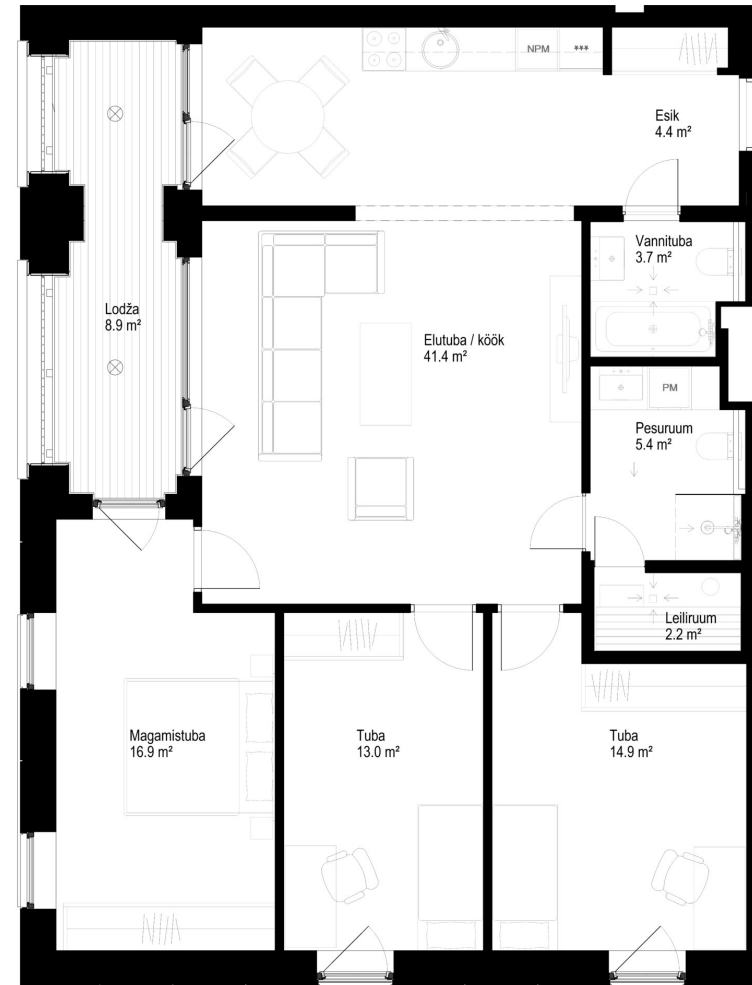 NPM
***
Esik
4.4 m²
Vannituba
3.7 m²
Lodža
8.9 m²
Elutuba / köök
41.4 m²
PM
Pesuruum
5.4 m²
Leiliruum
2.2 m²
Magamistuba
16.9 m²
Tuba
13.0 m²
Tuba
14.9 m²